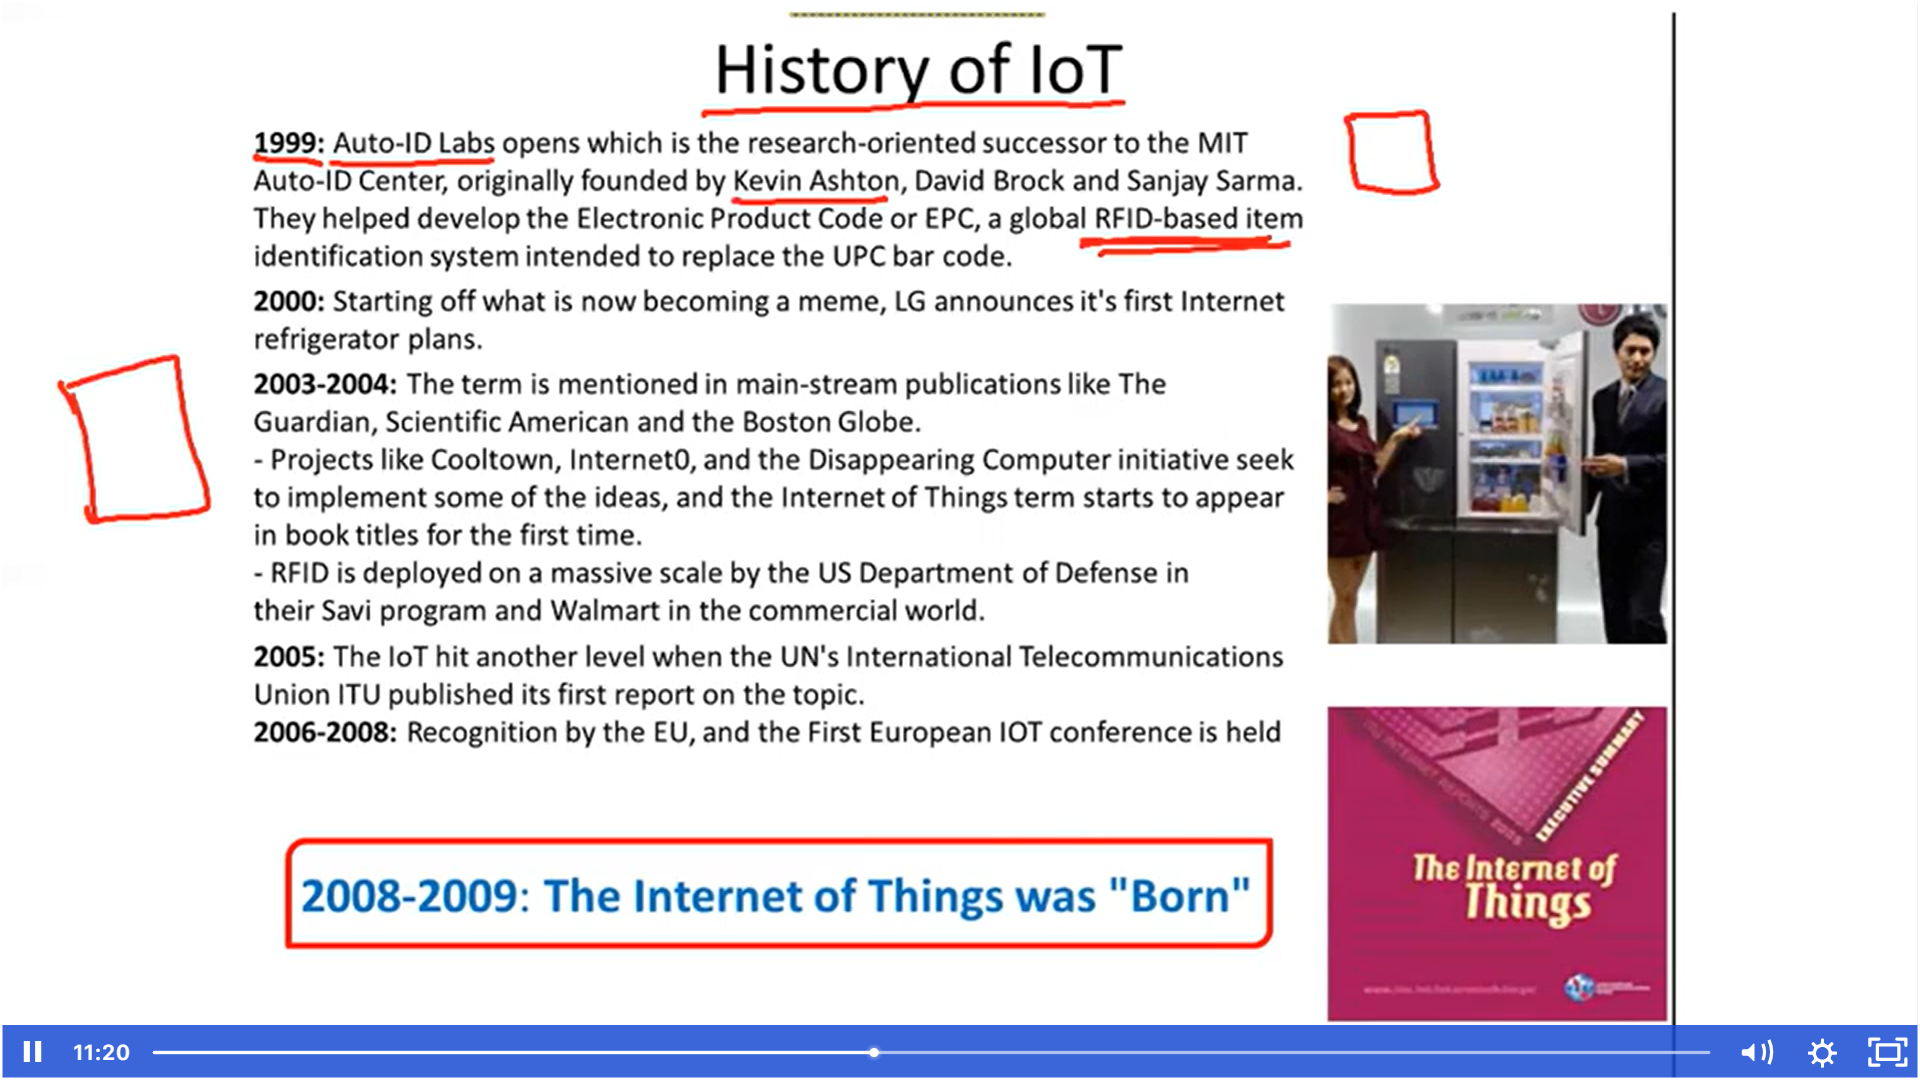 History of IoT
1999: Auto-ID Labs opens which is the research-oriented successor to the MIT
Auto-ID Center, originally founded by Kevin Ashton, David Brock and Sanjay Sarma.
They helped develop the Electronic Product Code or EPC, a global RFID-based item
identification system intended to replace the UPC bar code.
2000: Starting off what is now becoming a meme, LG announces it's first Internet
refrigerator plans.
2003-2004: The term is mentioned in main-stream publications like The
Guardian, Scientific American and the Boston Globe.
- Projects like Cooltown, Internet0, and the Disappearing Computer initiative seek
to implement some of the ideas, and the Internet of Things term starts to appear
in book titles for the first time.
- RFID is deployed on a massive scale by the US Department of Defense in
their Savi program and Walmart in the commercial world.
2005: The IoT hit another level when the UN's International Telecommunications
Union ITU published its first report on the topic.
2006-2008: Recognition by the EU, and the First European IOT conference is held
2008-2009: The Internet of Things was "Born"
ITU INTERNET REPORTS 2005
EXECUTIVE SUMMARY
The Internet of
Things
11:20